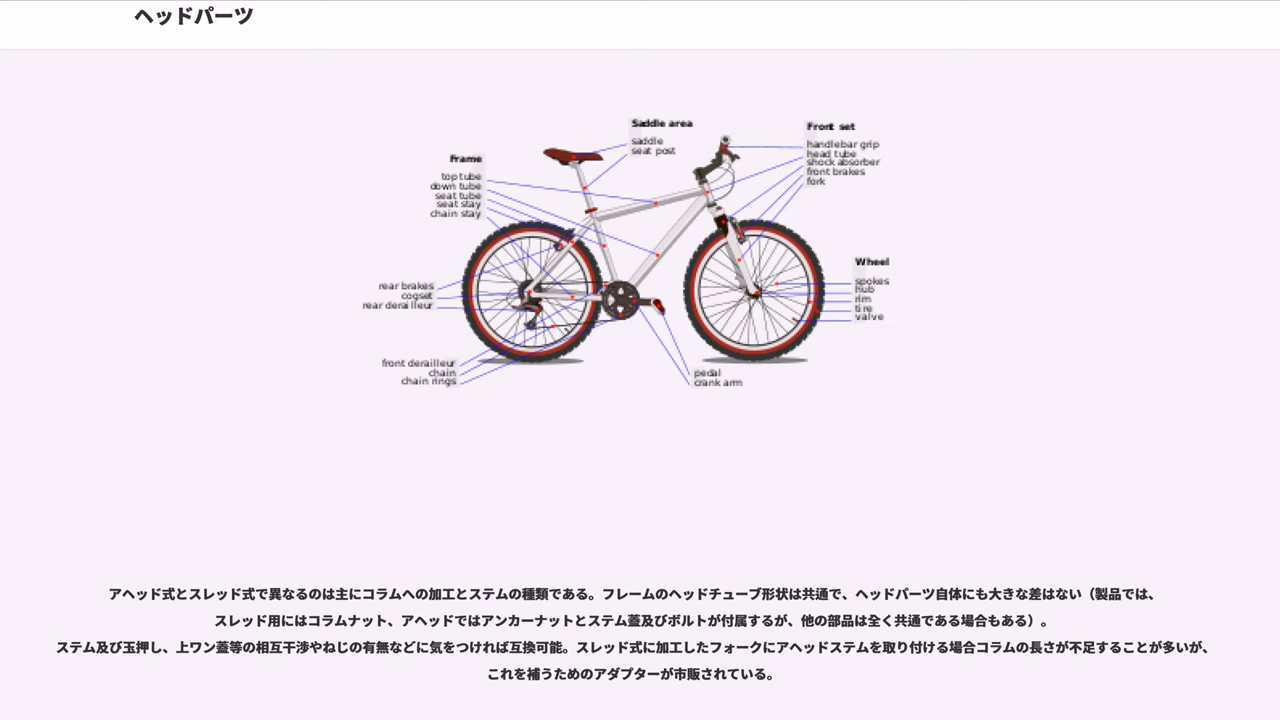 ヘッドパーツ
Saddle area
saddle
seat post
Front set
handlebar grip
head tube
shock absorber
front brakes
fork
Frame
top tube
down tube
seat tube
seat stay
chain stay
Wheel
spokes
hub
rim
tire
valve
rear brakes
cogset
rear derailleur
front derailleur
chain
chain rings
pedal
crank arm
アヘッド式とスレッド式で異なるのは主にコラムへの加工とステムの種類である。フレームのヘッドチューブ形状は共通で、ヘッドパーツ自体にも大きな差はない（製品では、
スレッド用にはコラムナット、アヘッドではアンカーナットとステム蓋及びボルトが付属するが、他の部品は全く共通である場合もある）。
ステム及び玉押し、上ワン蓋等の相互干渉やねじの有無などに気をつければ互換可能。スレッド式に加工したフォークにアヘッドステムを取り付ける場合コラムの長さが不足することが多いが、
これを補うためのアダプターが市販されている。